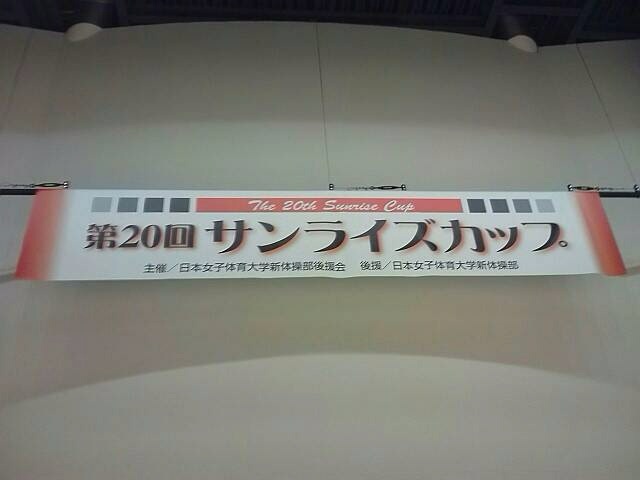 The 20th Sunrise Cup
第20回 サンライズカップ
主催／日本女子体育大学新体操部後援会 後援／日本女子体育大学新体操部